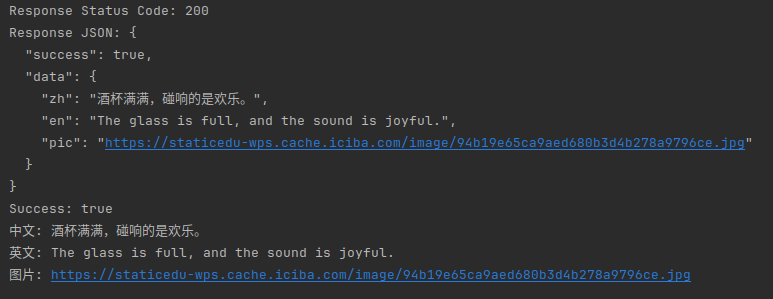 Response Status Code: 200
Response JSON: {
  "success": true,
  "data": {
    "zh": "酒杯满满，碰响的是欢乐。",
    "en": "The glass is full, and the sound is joyful.",
    "pic": "https://staticedu-wps.cache.iciba.com/image/94b19e65ca9aed680b3d4b278a9796ce.jpg"
  }
}
Success: true
中文: 酒杯满满，碰响的是欢乐。
英文: The glass is full, and the sound is joyful.
图片: https://staticedu-wps.cache.iciba.com/image/94b19e65ca9aed680b3d4b278a9796ce.jpg